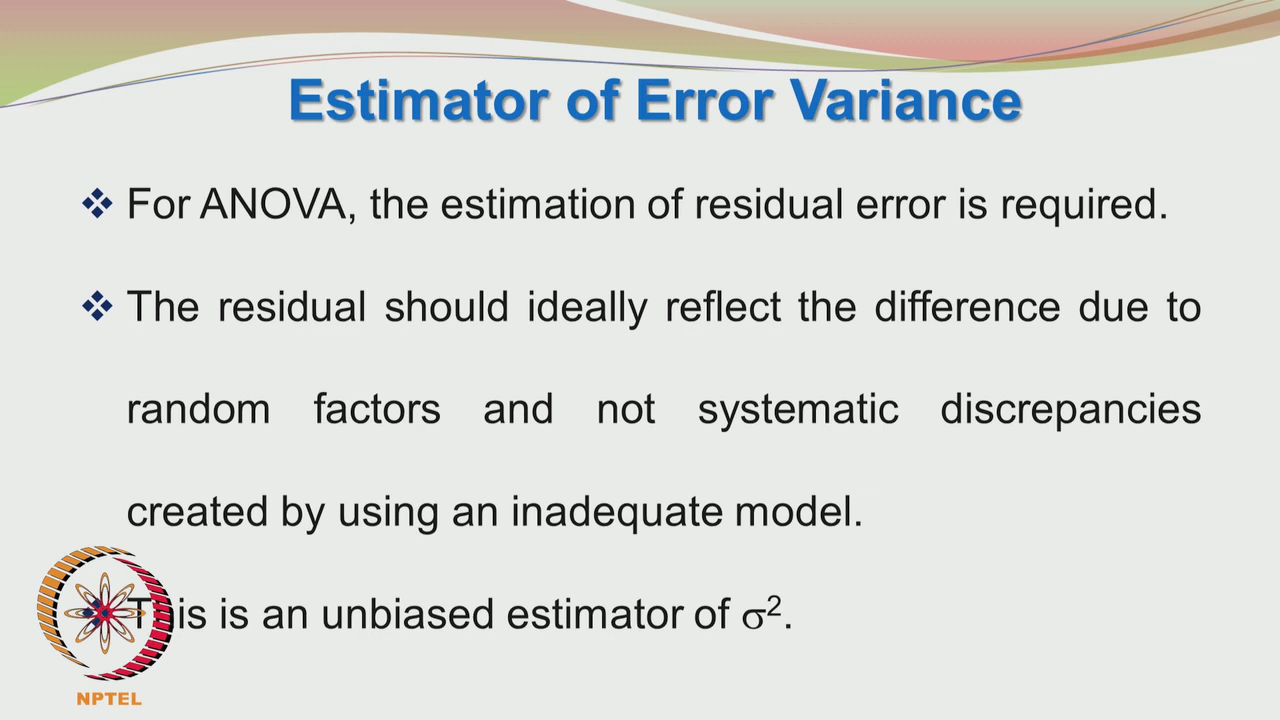 Estimator of Error Variance
❖ For ANOVA, the estimation of residual error is required.
❖ The residual should ideally reflect the difference due to
random factors and not systematic discrepancies
created by using an inadequate model.
This is an unbiased estimator of σ².
NPTEL